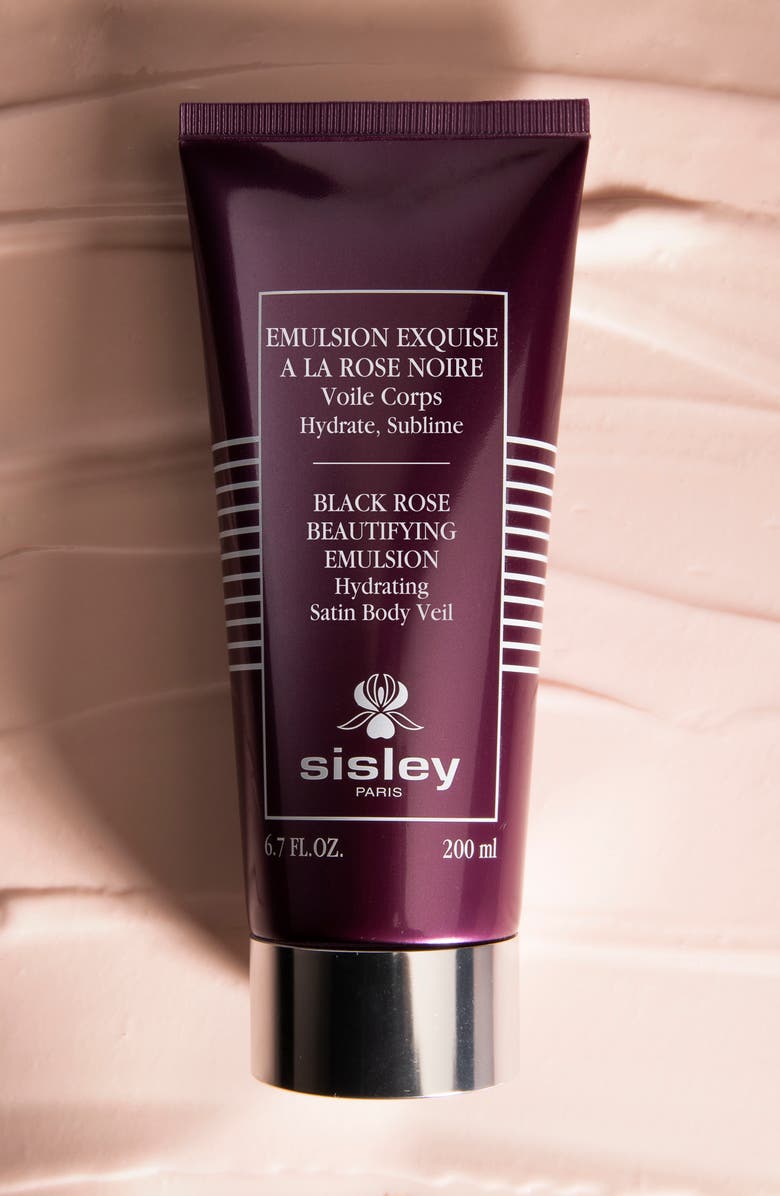 EMULSION EXQUISE
A LA ROSE NOIRE
Voile Corps
Hydrate, Sublime
BLACK ROSE
BEAUTIFYING
EMULSION
Hydrating
Satin Body Veil
sisley
PARIS
6.7 FL.OZ. 200 ml